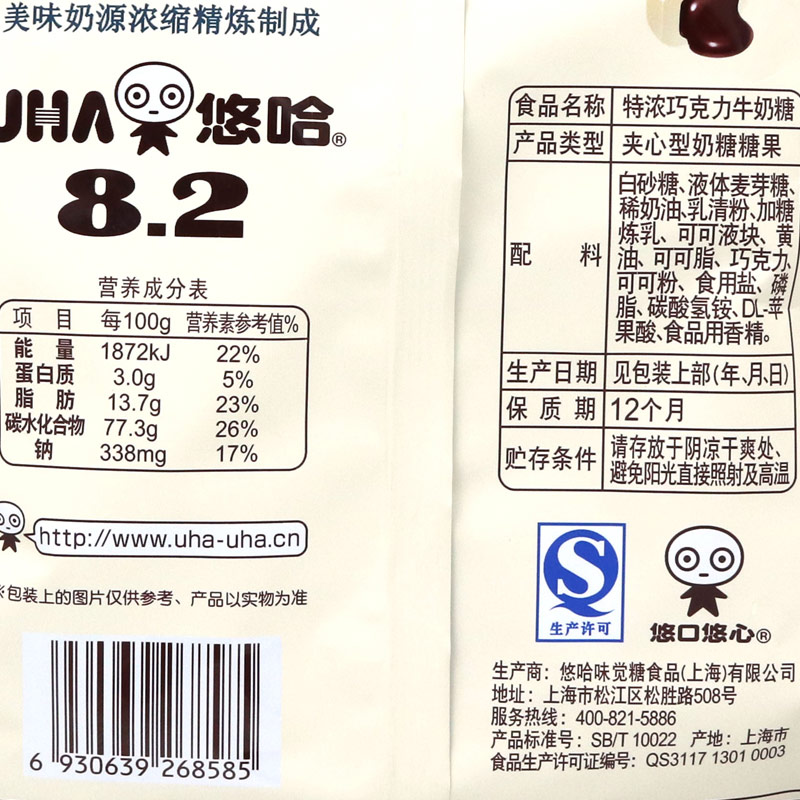 美味奶源浓缩精炼制成
UHA 悠哈®
8.2
营养成分表
项 目 每100g 营养素参考值%
能 量 1872kJ 22%
蛋白质 3.0g 5%
脂 肪 13.7g 23%
碳水化合物 77.3g 26%
钠 338mg 17%
http://www.uha-uha.cn
※包装上的图片仅供参考、产品以实物为准
6 930639 268585
食品名称 特浓巧克力牛奶糖
产品类型 夹心型奶糖糖果
配 料 白砂糖、液体麦芽糖、
稀奶油、乳清粉、加糖
炼乳、可可液块、黄
油、可可脂、巧克力、
可可粉、食用盐、磷
脂、碳酸氢铵、DL-苹
果酸、食品用香精。
生产日期 见包装上部(年、月、日)
保 质 期 12个月
贮存条件 请存放于阴凉干爽处、
避免阳光直接照射及高温
S
生产许可
悠口悠心®
生产商：悠哈味觉糖食品(上海)有限公司
地址：上海市松江区松胜路508号
服务热线：400-821-5886
产品标准号：SB/T 10022 产地：上海市
食品生产许可证编号：QS3117 1301 0003